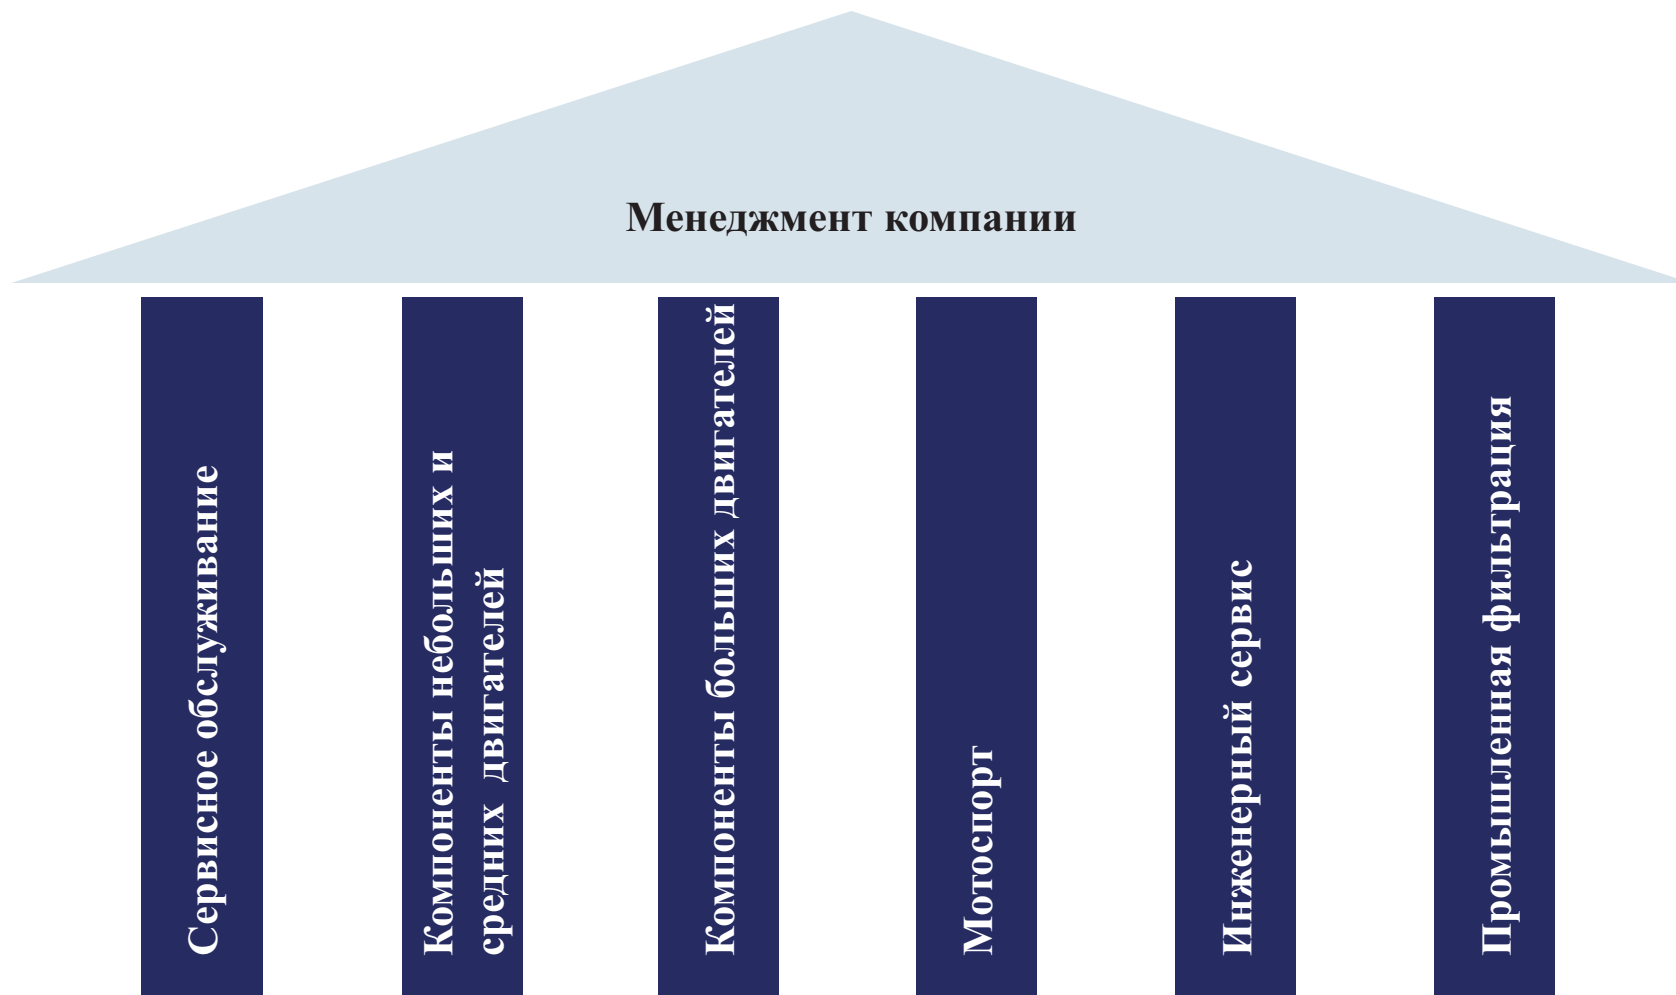 Менеджмент компании
Сервисное обслуживание
Компоненты небольших и
средних двигателей
Компоненты больших двигателей
Мотоспорт
Инженерный сервис
Промышленная фильтрация